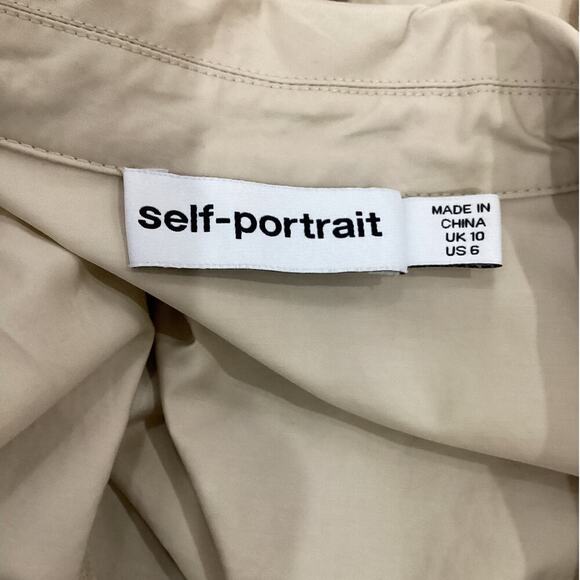 self-portrait
MADE IN
CHINA
UK 10
US 6